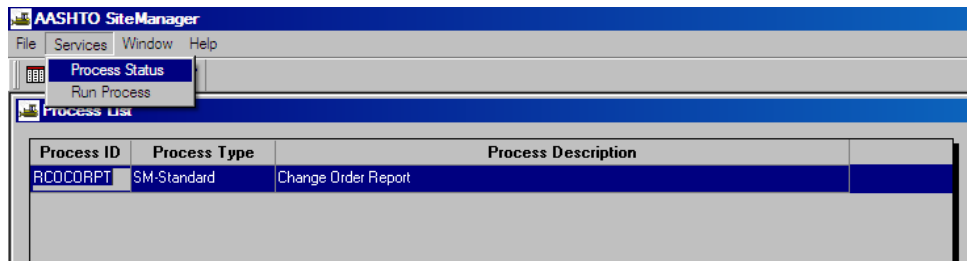 AASHTO SiteManager
File Services Window Help
Process Status
Run Process
Process List
Process ID Process Type Process Description
RCOCORPT SM-Standard Change Order Report